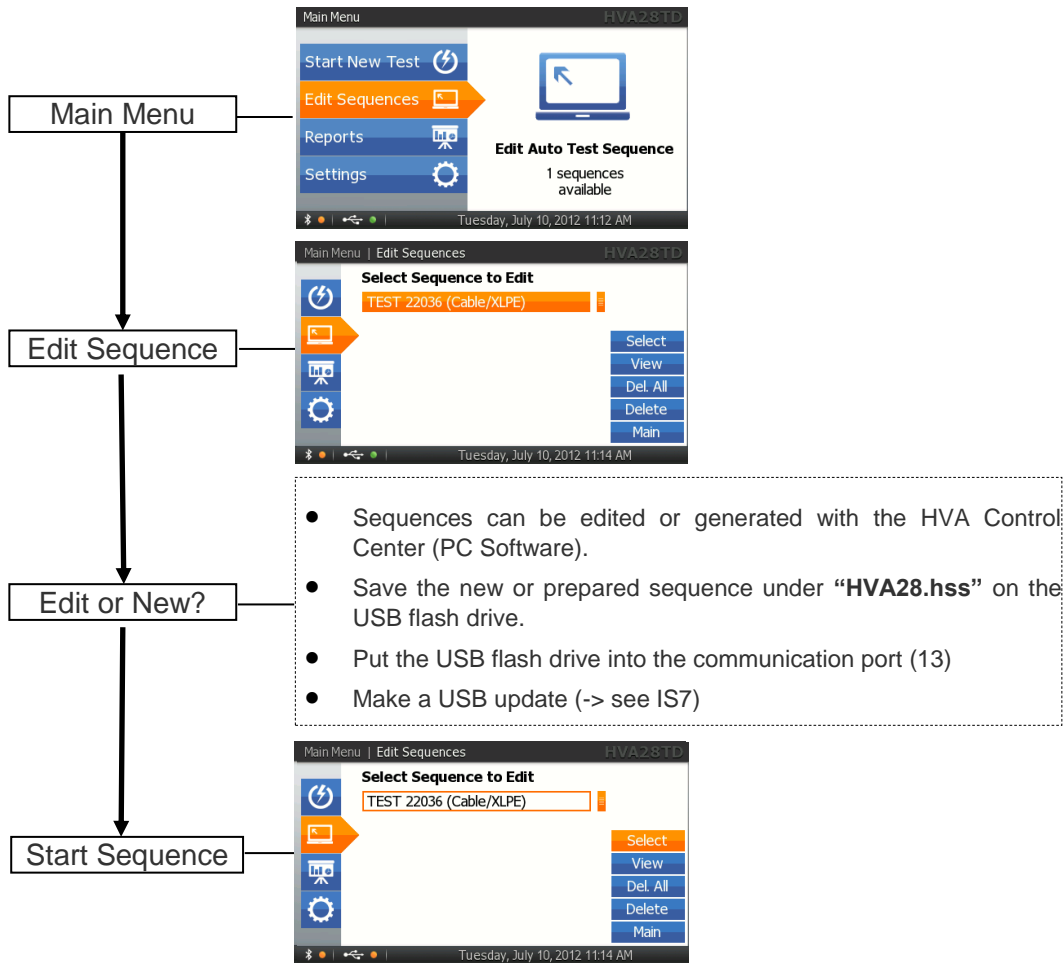 Main Menu HVA28TD
Start New Test
Edit Sequences
Reports
Settings
Edit Auto Test Sequence
1 sequences
available
Tuesday, July 10, 2012 11:12 AM
Main Menu
Main Menu | Edit Sequences HVA28TD
Select Sequence to Edit
TEST 22036 (Cable/XLPE)
Select
View
Del. All
Delete
Main
Tuesday, July 10, 2012 11:14 AM
Edit Sequence
● Sequences can be edited or generated with the HVA Control
Center (PC Software).
● Save the new or prepared sequence under “HVA28.hss” on the
USB flash drive.
● Put the USB flash drive into the communication port (13)
● Make a USB update (-> see IS7)
Edit or New?
Main Menu | Edit Sequences HVA28TD
Select Sequence to Edit
TEST 22036 (Cable/XLPE)
Select
View
Del. All
Delete
Main
Tuesday, July 10, 2012 11:14 AM
Start Sequence